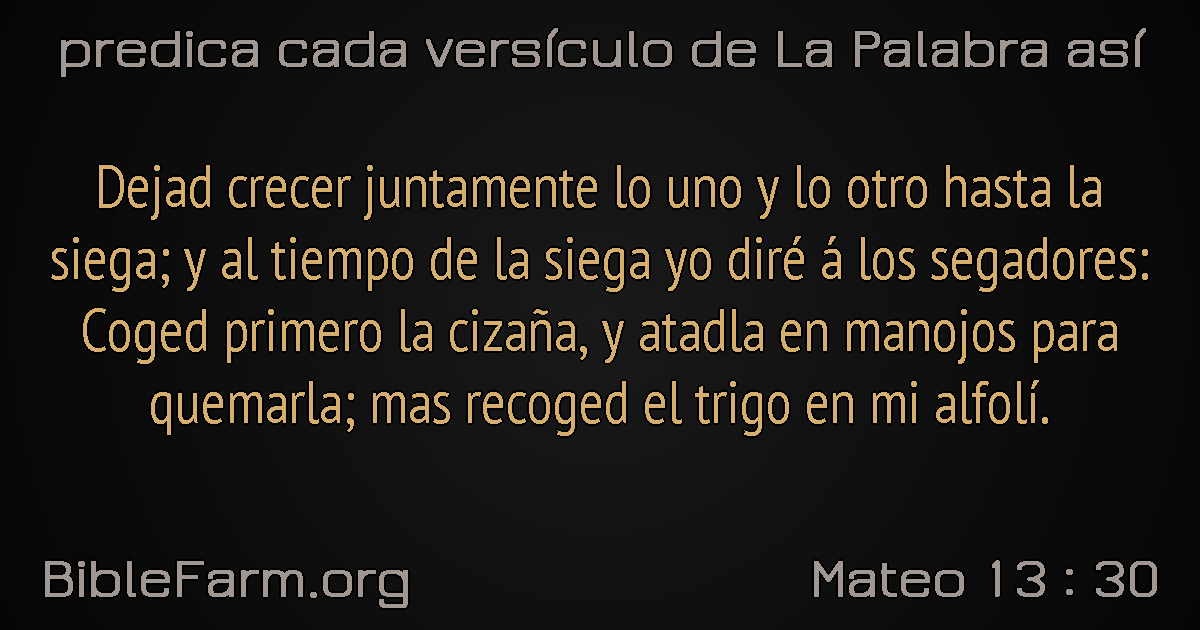 predica cada versículo de La Palabra así
Dejad crecer juntamente lo uno y lo otro hasta la
siega; y al tiempo de la siega yo diré á los segadores:
Coged primero la cizaña, y atadla en manojos para
quemarla; mas recoged el trigo en mi alfolí.
BibleFarm.org
Mateo 13 : 30